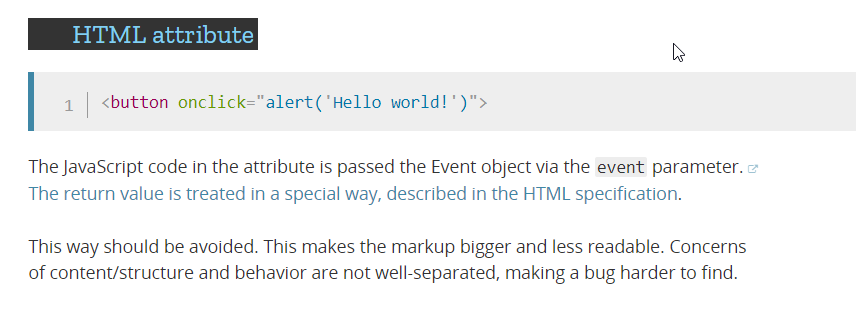 HTML attribute
1 <button onclick="alert('Hello world!')">
The JavaScript code in the attribute is passed the Event object via the event parameter.
The return value is treated in a special way, described in the HTML specification.
This way should be avoided. This makes the markup bigger and less readable. Concerns
of content/structure and behavior are not well-separated, making a bug harder to find.